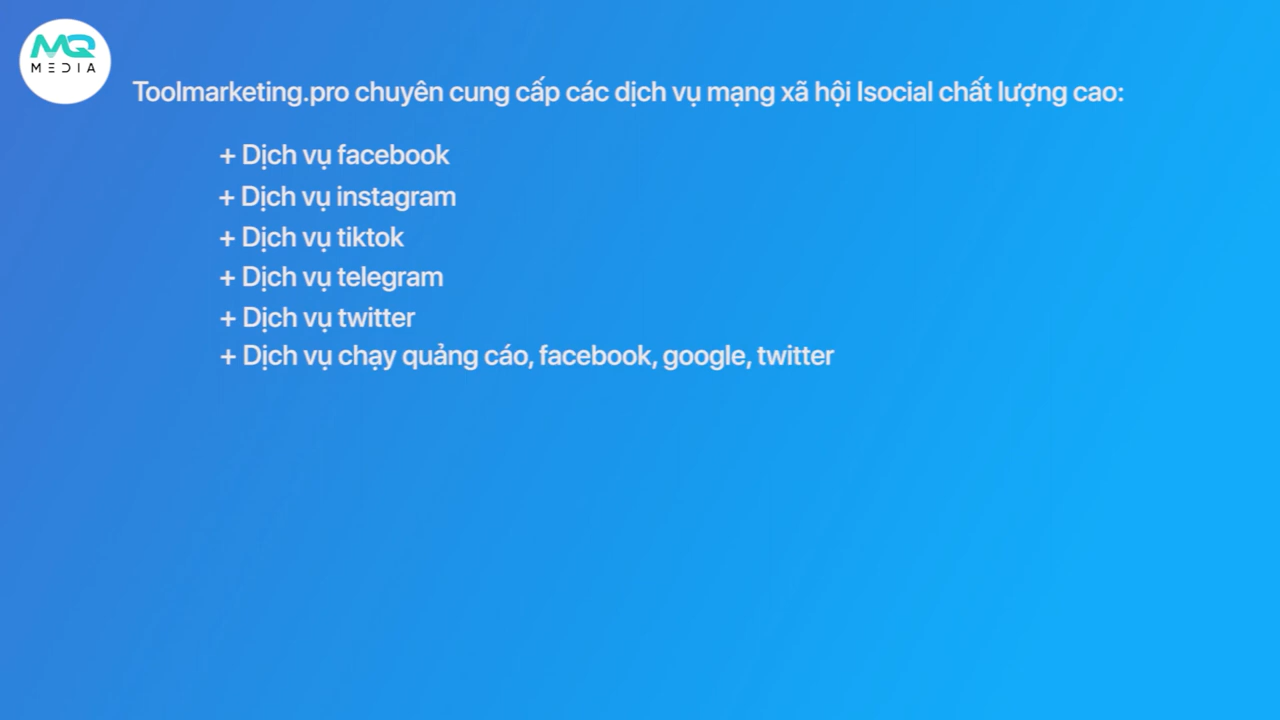 MQ
MEDIA
Toolmarketing.pro chuyên cung cấp các dịch vụ mạng xã hội Isocial chất lượng cao:
+ Dịch vụ facebook
+ Dịch vụ instagram
+ Dịch vụ tiktok
+ Dịch vụ telegram
+ Dịch vụ twitter
+ Dịch vụ chạy quảng cáo, facebook, google, twitter